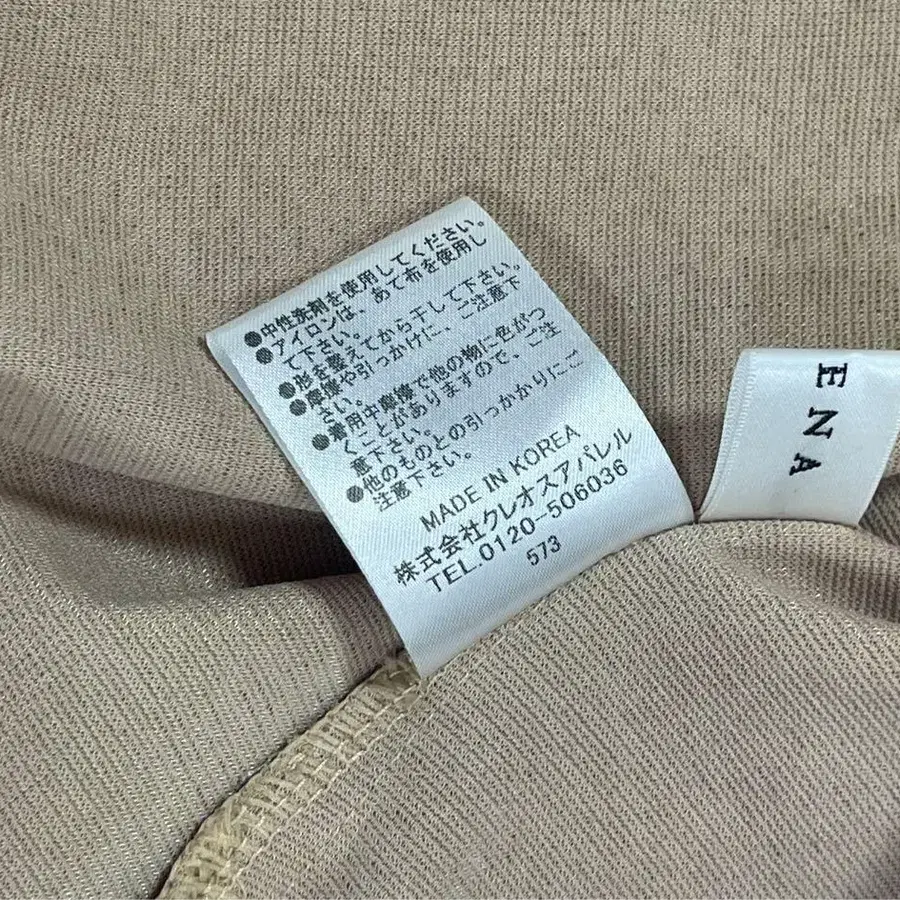 ●中性洗剤を使用してください。
●アイロンは、あて布を使用し
て下さい。
●形を整えてから干して下さい。
●摩擦や引っかけに、ご注意下
さい。
●着用中摩擦で他の物に色がつ
くことがありますので、ご注
意下さい。
●他のものとの引っかかりにご
注意下さい。
MADE IN KOREA
株式会社クレオスアパレル
TEL.0120-506036
573
ENA